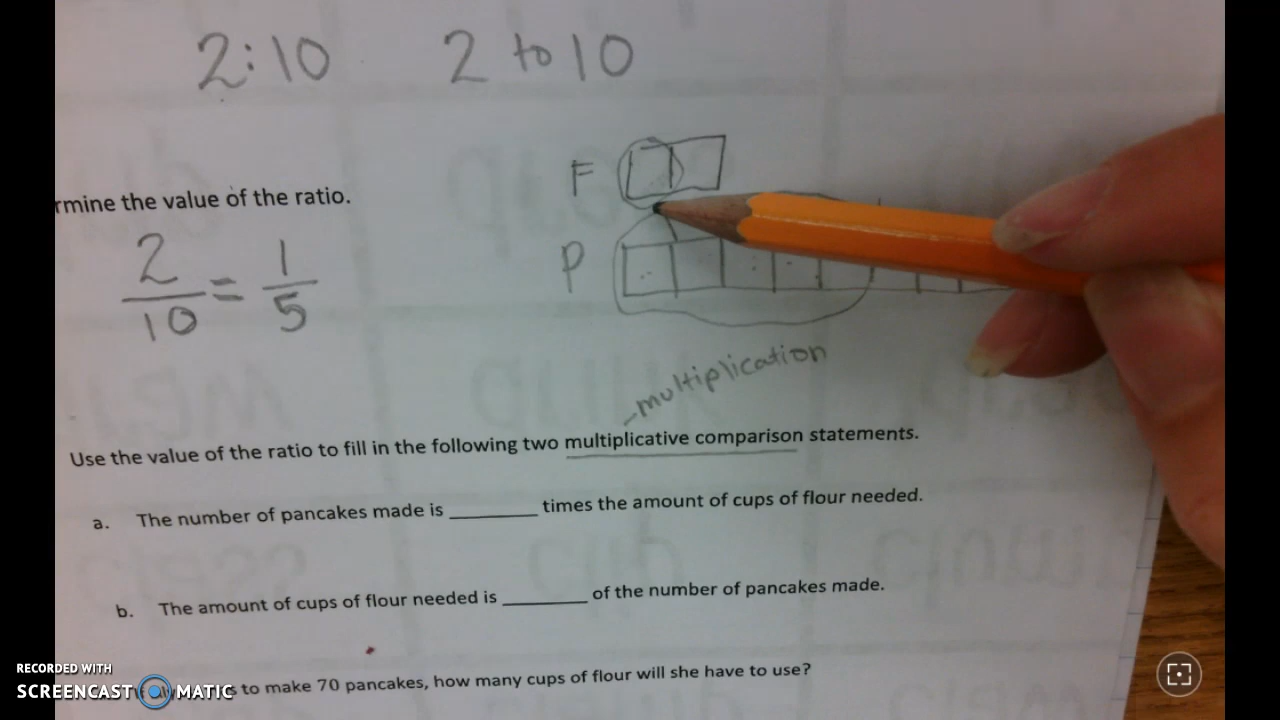 2:10 2 to 10
F
rmine the value of the ratio.
P
2/10 = 1/5
multiplication
Use the value of the ratio to fill in the following two multiplicative comparison statements.
a. The number of pancakes made is ________ times the amount of cups of flour needed.
b. The amount of cups of flour needed is ________ of the number of pancakes made.
to make 70 pancakes, how many cups of flour will she have to use?
RECORDED WITH
SCREENCAST MATIC